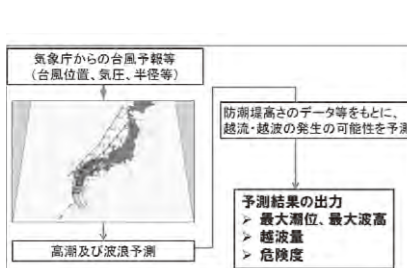 気象庁からの台風予報等
(台風位置、気圧、半径等)
高潮及び波浪予測
防潮堤高さのデータ等をもとに、
越流・越波の発生の可能性を予測
予測結果の出力
➢ 最大潮位、最大波高
➢ 越波量
➢ 危険度